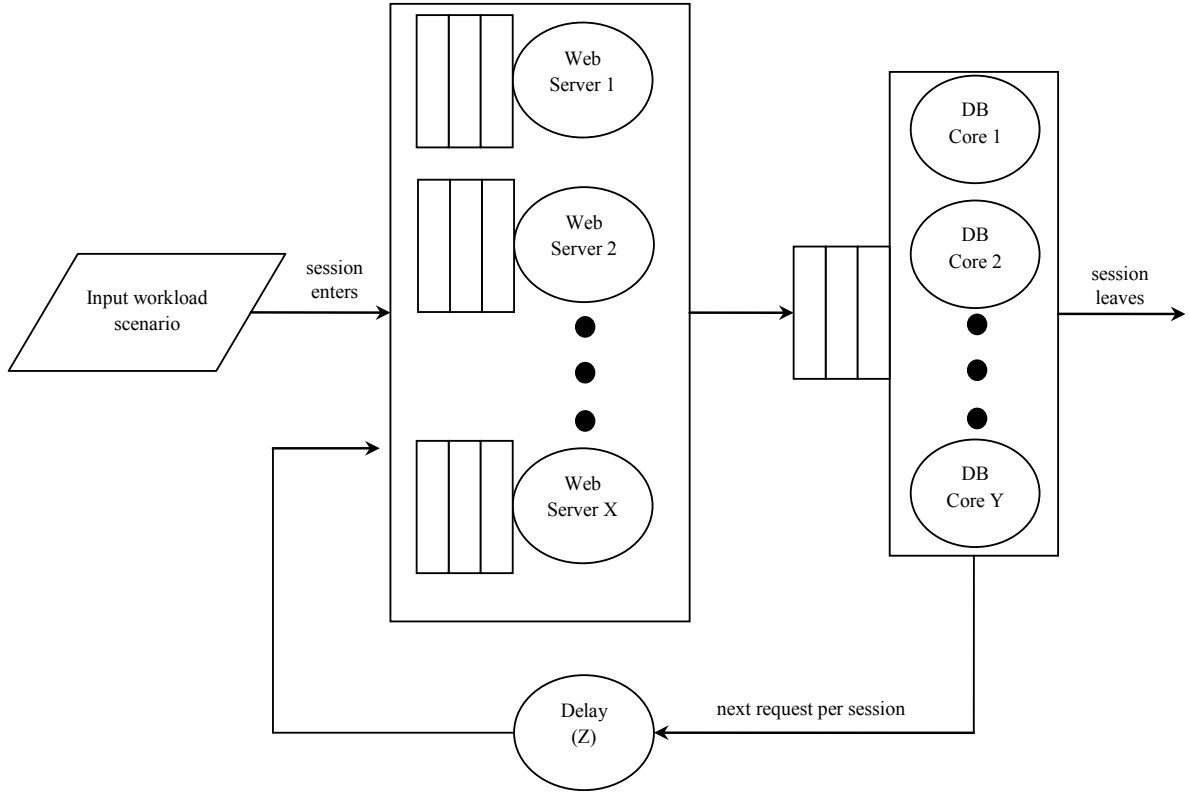 Input workload
scenario
session
enters
Web
Server 1
Web
Server 2
Web
Server X
DB
Core 1
DB
Core 2
DB
Core Y
session
leaves
next request per session
Delay
(Z)